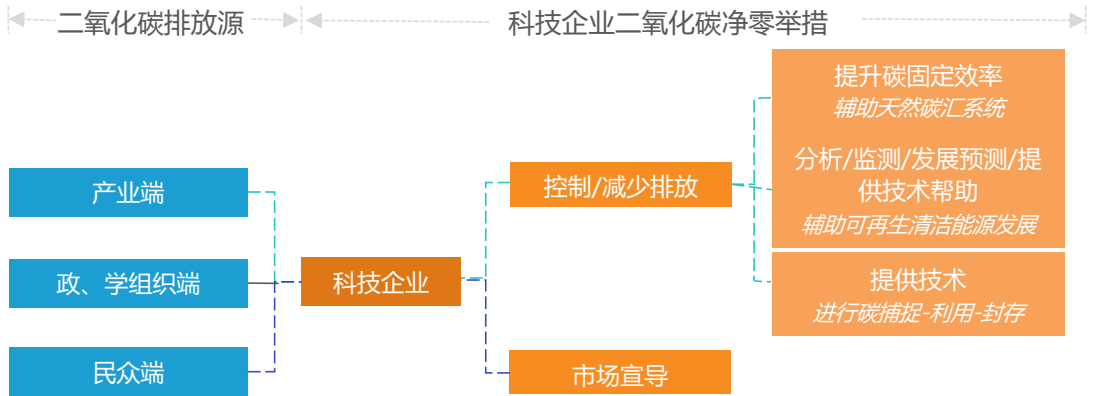 二氧化碳排放源
科技企业二氧化碳净零举措
提升碳固定效率
辅助天然碳汇系统
分析/监测/发展预测/提
供技术帮助
辅助可再生清洁能源发展
提供技术
进行碳捕捉-利用-封存
产业端
政、学组织端
民众端
科技企业
控制/减少排放
市场宣导